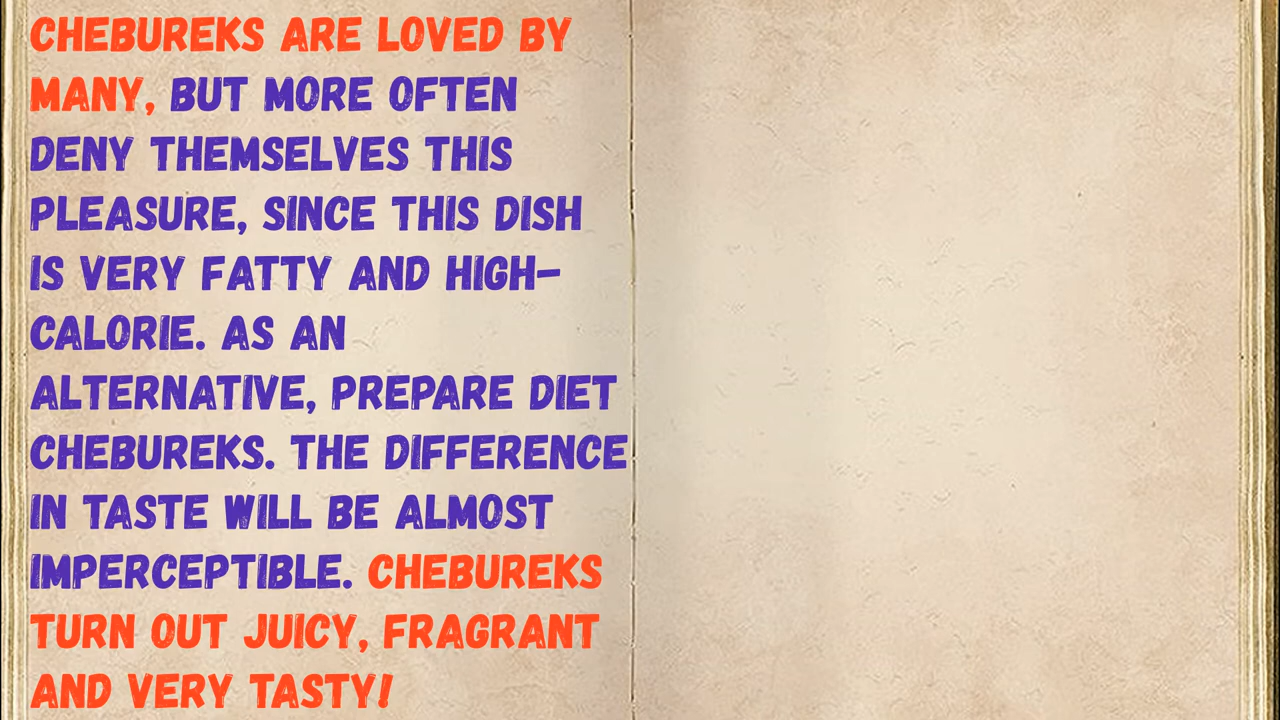 CHEBUREKS ARE LOVED BY
MANY, BUT MORE OFTEN
DENY THEMSELVES THIS
PLEASURE, SINCE THIS DISH
IS VERY FATTY AND HIGH-
CALORIE. AS AN
ALTERNATIVE, PREPARE DIET
CHEBUREKS. THE DIFFERENCE
IN TASTE WILL BE ALMOST
IMPERCEPTIBLE. CHEBUREKS
TURN OUT JUICY, FRAGRANT
AND VERY TASTY!